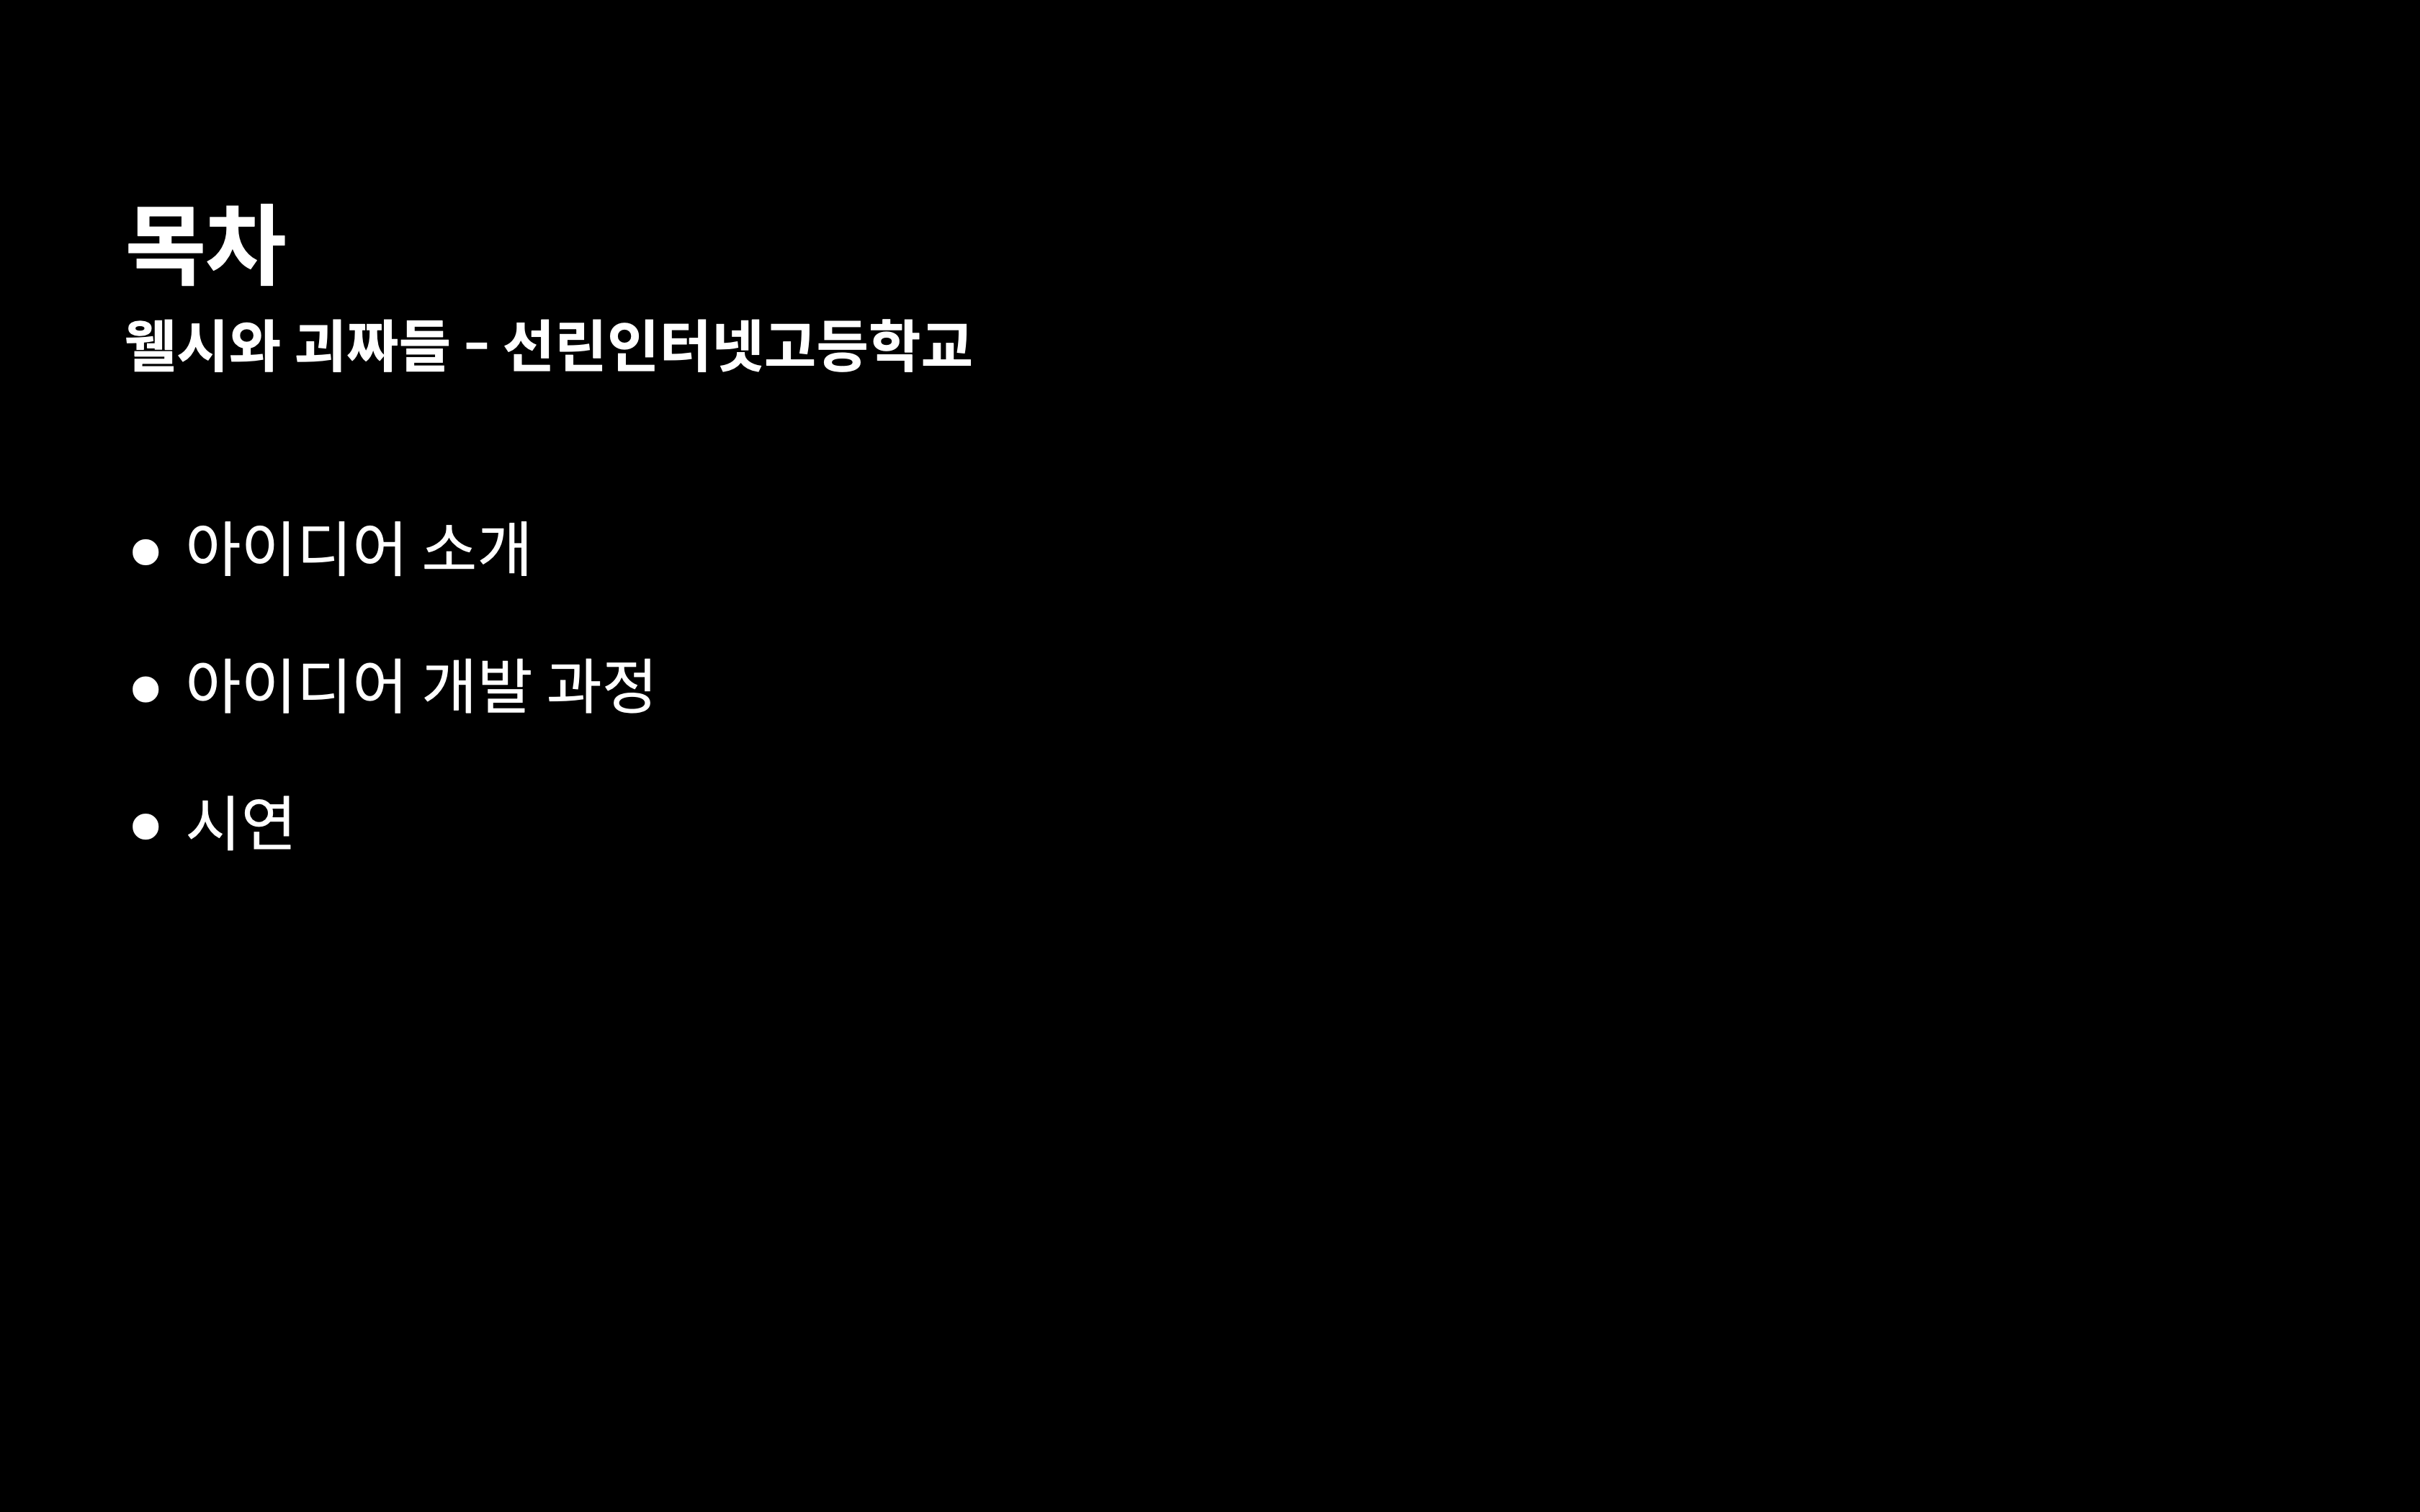 목차
웰시와 괴짜들 - 선린인터넷고등학교
• 아이디어 소개
• 아이디어 개발 과정
• 시연